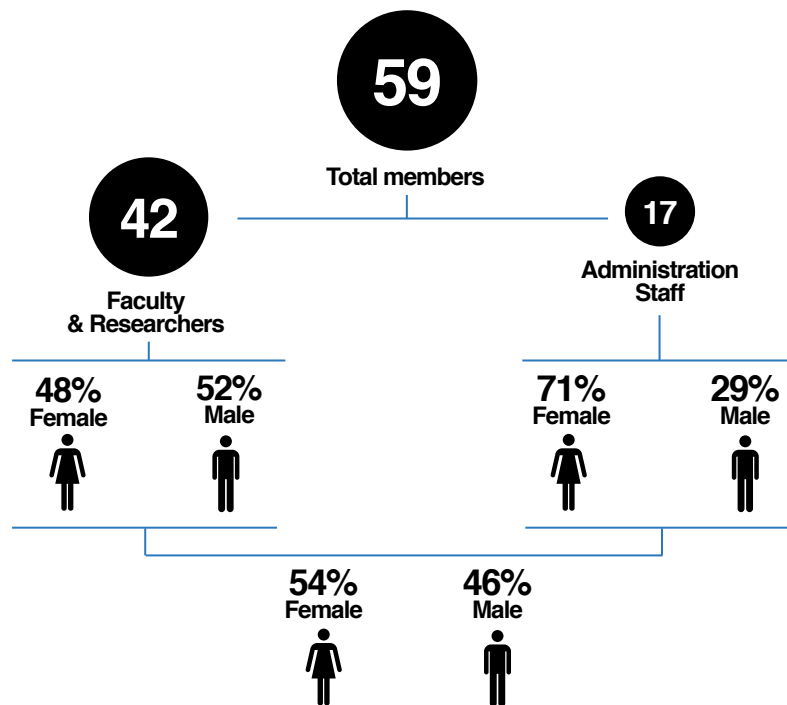 59
Total members
42
Faculty
& Researchers
17
Administration
Staff
48%
Female
52%
Male
71%
Female
29%
Male
54%
Female
46%
Male